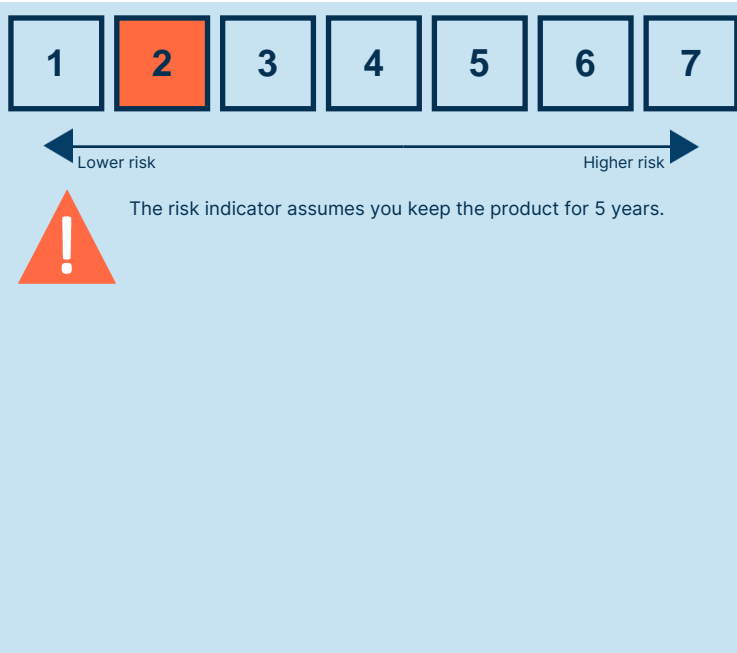 1 2 3 4 5 6 7
Lower risk Higher risk
!
The risk indicator assumes you keep the product for 5 years.